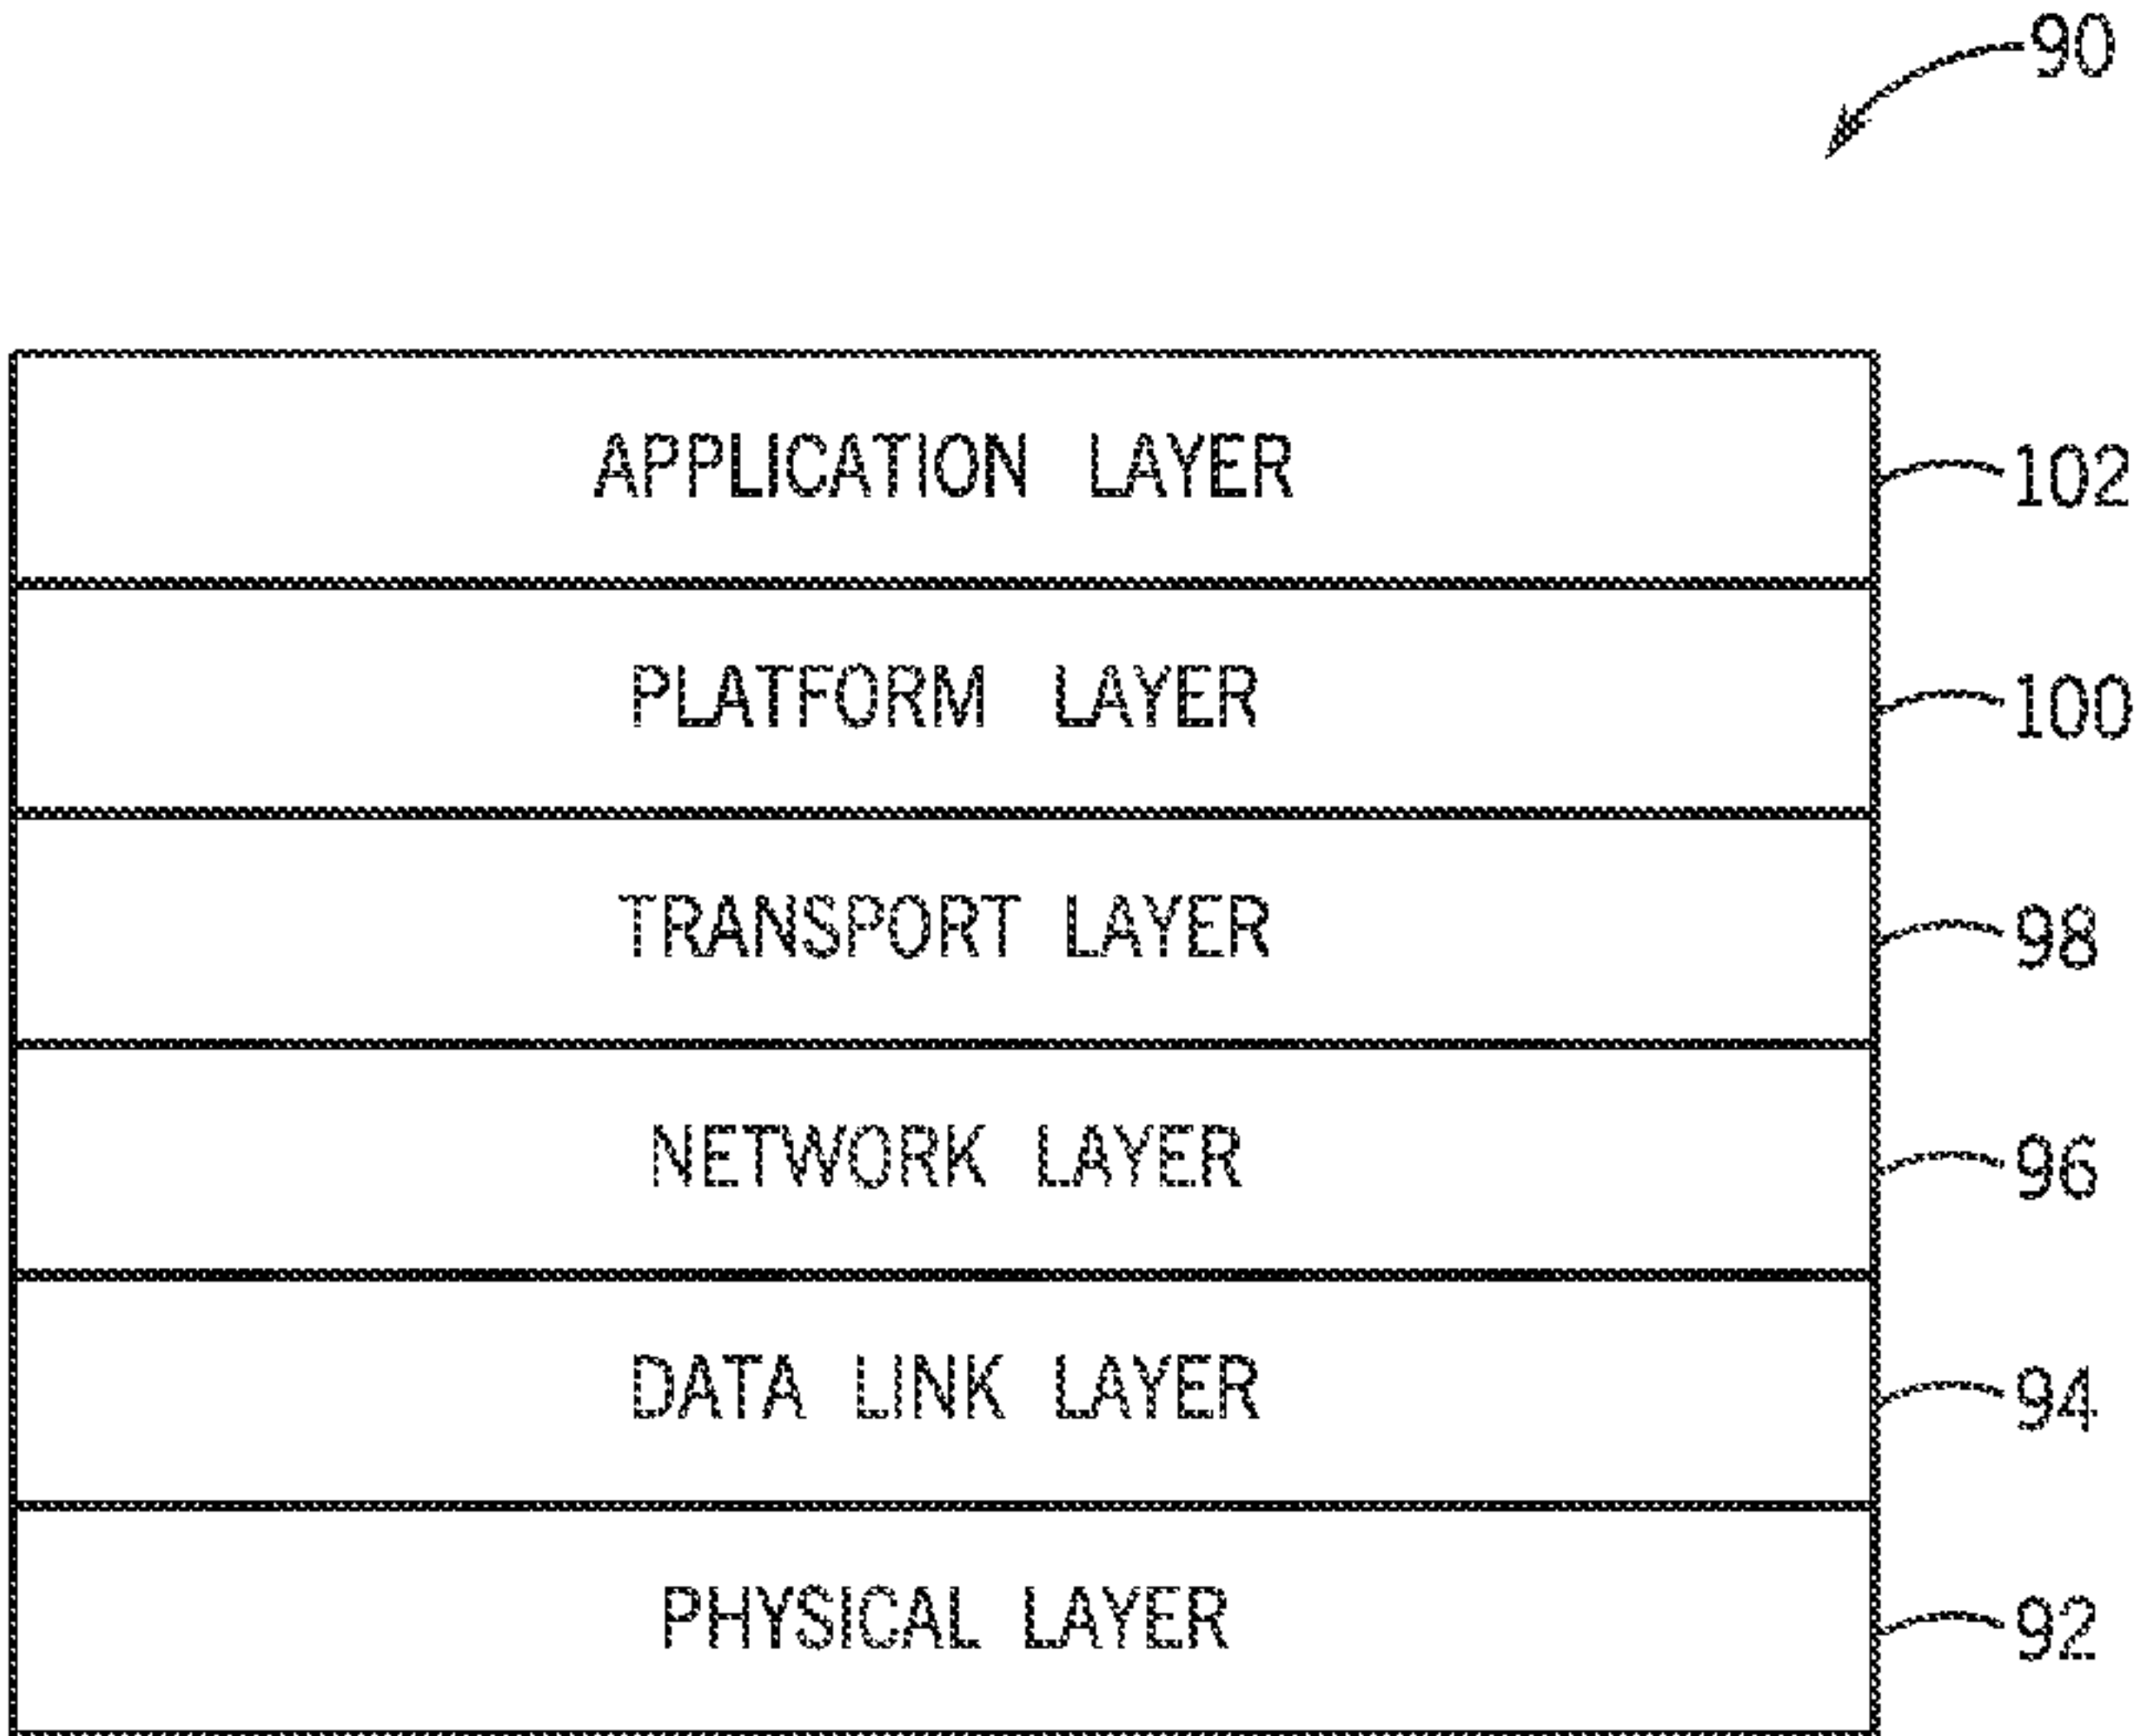 90
APPLICATION LAYER 102
PLATFORM LAYER 100
TRANSPORT LAYER 98
NETWORK LAYER 96
DATA LINK LAYER 94
PHYSICAL LAYER 92